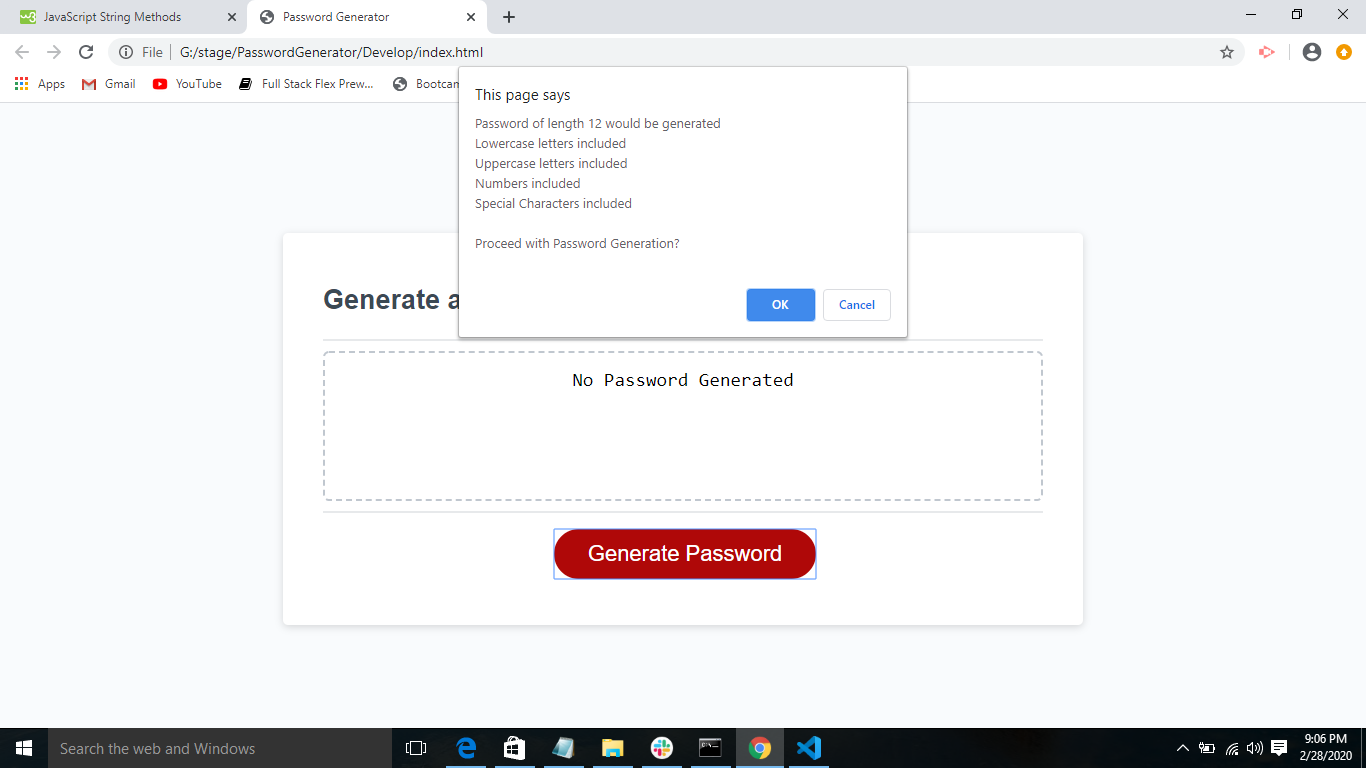 JavaScript String Methods
Password Generator
File
G:/stage/PasswordGenerator/Develop/index.html
Apps
Gmail
YouTube
Full Stack Flex Prew...
This page says
Password of length 12 would be generated
Lowercase letters included
Uppercase letters included
Numbers included
Special Characters included
Proceed with Password Generation?
OK
Cancel
Generate a
No Password Generated
Generate Password
Search the web and Windows
9:06 PM
2/28/2020